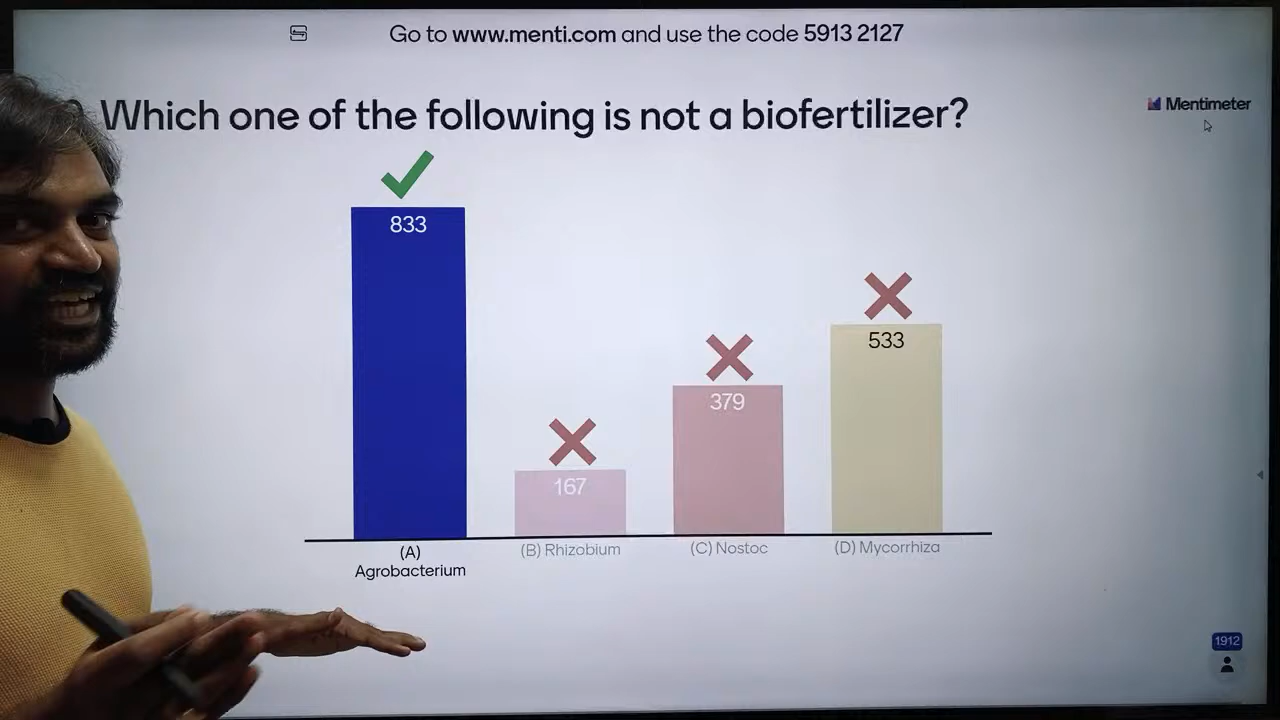 Go to www.menti.com and use the code 5913 2127
Which one of the following is not a biofertilizer?
Mentimeter
833
167
379
533
(A)
Agrobacterium
(B) Rhizobium
(C) Nostoc
(D) Mycorrhiza
1912